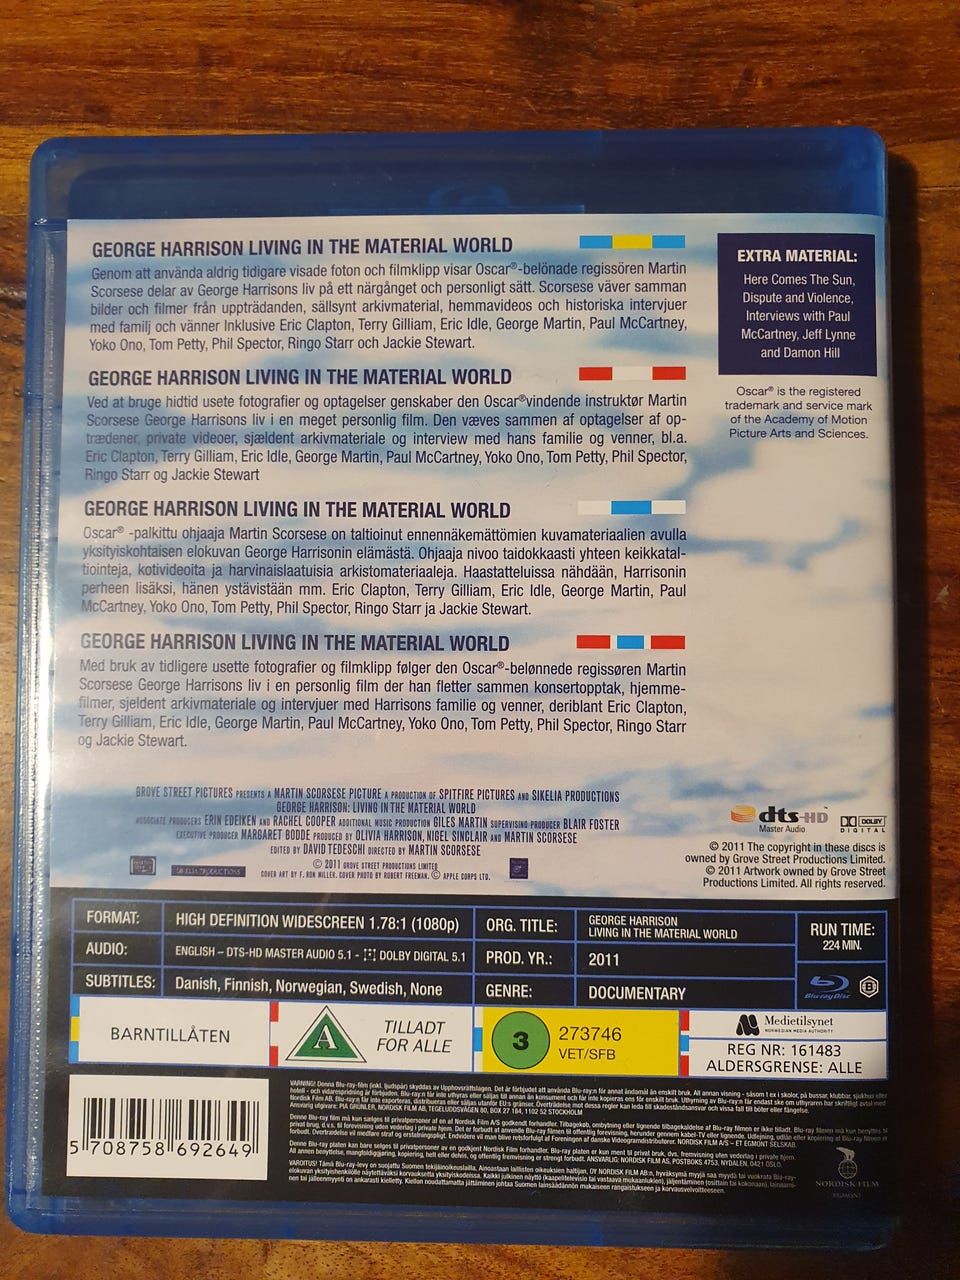 GEORGE HARRISON LIVING IN THE MATERIAL WORLD
Genom att använda aldrig tidigare visade foton och filmklipp visar Oscar®-belönade regissören Martin
Scorsese delar av George Harrisons liv på ett närgånget och personligt sätt. Scorsese väver samman
bilder och filmer från uppträdanden, sällsynt arkivmaterial, hemmavideos och historiska intervjuer
med familj och vänner Inklusive Eric Clapton, Terry Gilliam, Eric Idle, George Martin, Paul McCartney,
Yoko Ono, Tom Petty, Phil Spector, Ringo Starr och Jackie Stewart.
GEORGE HARRISON LIVING IN THE MATERIAL WORLD
Ved at bruge hidtid usete fotografier og optagelser genskaber den Oscar®vindende instruktør Martin
Scorsese George Harrisons liv i en meget personlig film. Den væves sammen af optagelser af op-
trædener, private videoer, sjældent arkivmateriale og interview med hans familie og venner, bl.a.
Eric Clapton, Terry Gilliam, Eric Idle, George Martin, Paul McCartney, Yoko Ono, Tom Petty, Phil Spector,
Ringo Starr og Jackie Stewart
GEORGE HARRISON LIVING IN THE MATERIAL WORLD
Oscar® -palkittu ohjaaja Martin Scorsese on taltioinut ennennäkemättömien kuvamateriaalien avulla
yksityiskohtaisen elokuvan George Harrisonin elämästä. Ohjaaja nivoo taidokkaasti yhteen keikkatal-
tiointeja, kotivideoita ja harvinaislaatuisia arkistomateriaaleja. Haastatteluissa nähdään, Harrisonin
perheen lisäksi, hänen ystävistään mm. Eric Clapton, Terry Gilliam, Eric Idle, George Martin, Paul
McCartney, Yoko Ono, Tom Petty, Phil Spector, Ringo Starr ja Jackie Stewart.
GEORGE HARRISON LIVING IN THE MATERIAL WORLD
Med bruk av tidligere usette fotografier og filmklipp følger den Oscar®-belønnede regissøren Martin
Scorsese George Harrisons liv i en personlig film der han fletter sammen konsertopptak, hjemme-
filmer, sjeldent arkivmateriale og intervjuer med Harrisons familie og venner, deriblant Eric Clapton,
Terry Gilliam, Eric Idle, George Martin, Paul McCartney, Yoko Ono, Tom Petty, Phil Spector, Ringo Starr
og Jackie Stewart.
EXTRA MATERIAL:
Here Comes The Sun,
Dispute and Violence,
Interviews with Paul
McCartney, Jeff Lynne
and Damon Hill
Oscar® is the registered
trademark and service mark
of the Academy of Motion
Picture Arts and Sciences.
GROVE STREET PICTURES PRESENTS A MARTIN SCORSESE PICTURE A PRODUCTION OF SPITFIRE PICTURES AND SIKELIA PRODUCTIONS
GEORGE HARRISON: LIVING IN THE MATERIAL WORLD
ASSOCIATE PRODUCERS ERIN EDEIKEN AND RACHEL COOPER ADDITIONAL MUSIC PRODUCTION GILES MARTIN SUPERVISING PRODUCER BLAIR FOSTER
EXECUTIVE PRODUCER MARGARET BODDE PRODUCED BY OLIVIA HARRISON, NIGEL SINCLAIR AND MARTIN SCORSESE
EDITED BY DAVID TEDESCHI DIRECTED BY MARTIN SCORSESE
© 2011 GROVE STREET PRODUCTIONS LIMITED
COVER ART BY F. RON MILLER. COVER PHOTO BY ROBERT FREEMAN. © APPLE CORPS LTD.
SIKELIA PRODUCTIONS
dts-HD
Master Audio
DOLBY
DIGITAL
© 2011 The copyright in these discs is
owned by Grove Street Productions Limited.
© 2011 Artwork owned by Grove Street
Productions Limited. All rights reserved.
FORMAT: HIGH DEFINITION WIDESCREEN 1.78:1 (1080p)
AUDIO: ENGLISH – DTS-HD MASTER AUDIO 5.1 - DOLBY DIGITAL 5.1
SUBTITLES: Danish, Finnish, Norwegian, Swedish, None
ORG. TITLE: GEORGE HARRISON
LIVING IN THE MATERIAL WORLD
PROD. YR.: 2011
GENRE: DOCUMENTARY
RUN TIME:
224 MIN.
Blu-ray Disc
B
BARNTILLÅTEN
A
TILLADT
FOR ALLE
3
273746
VET/SFB
Medietilsynet
NORWEGIAN MEDIA AUTHORITY
REG NR: 161483
ALDERSGRENSE: ALLE
5 708758 692649
NORDISK FILM
EGMONT